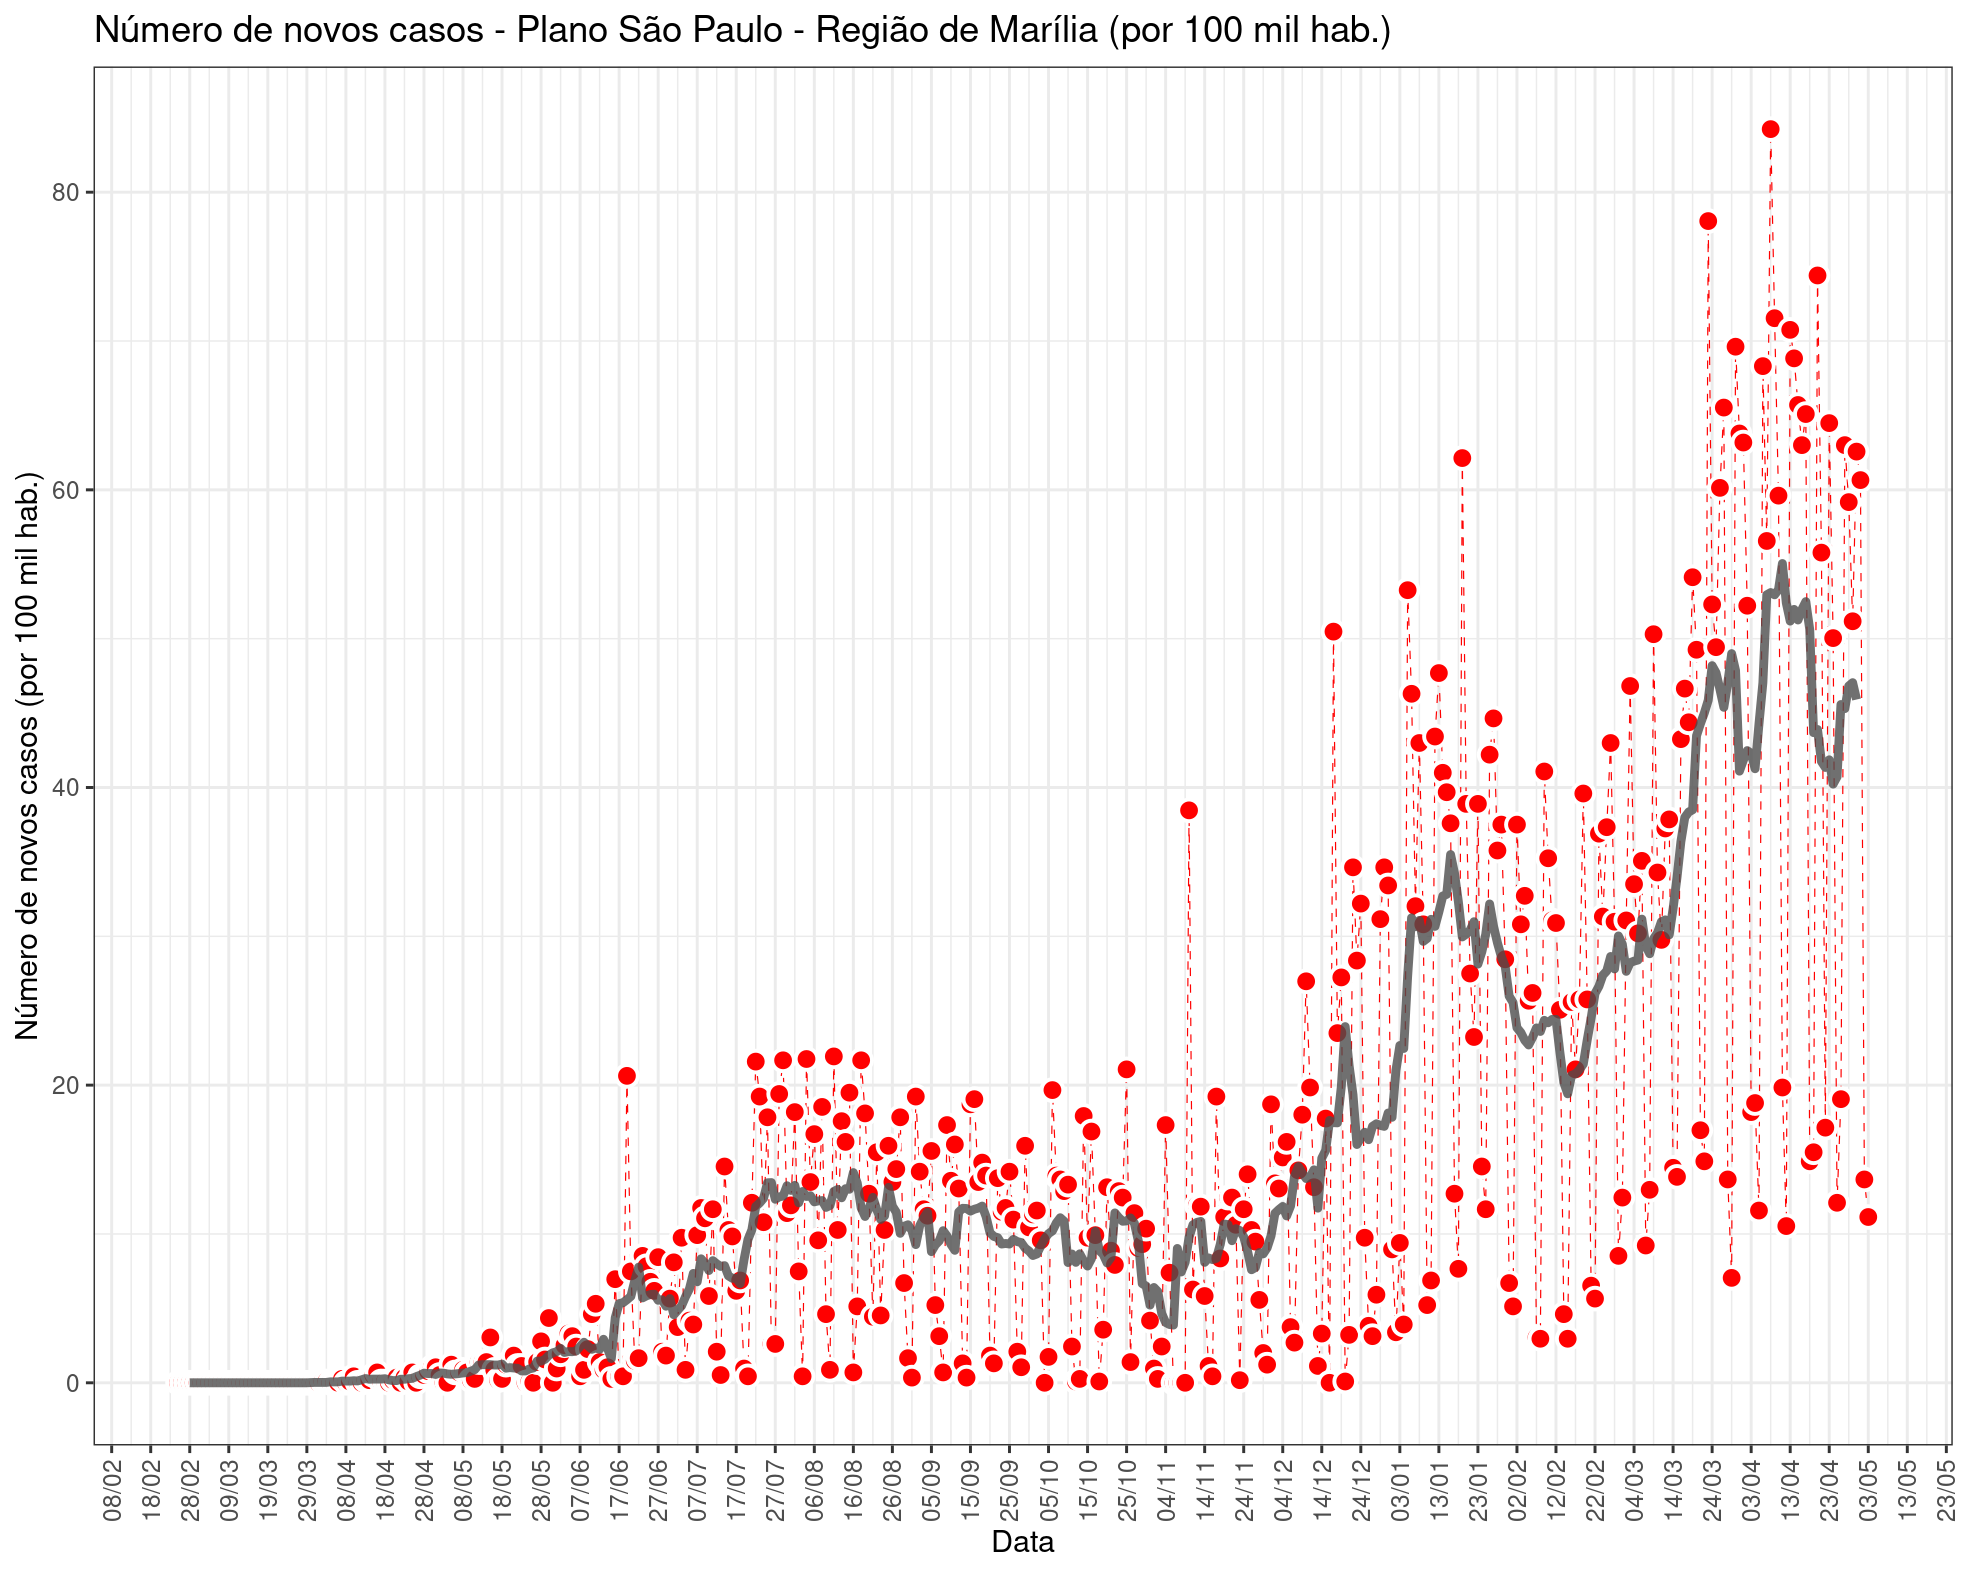 Número de novos casos - Plano São Paulo - Região de Marília (por 100 mil hab.)
Número de novos casos (por 100 mil hab.)
80
60
40
20
0
08/02 18/02 28/02 09/03 19/03 29/03 08/04 18/04 28/04 08/05 18/05 28/05 07/06 17/06 27/06 07/07 17/07 27/07 06/08 16/08 26/08 05/09 15/09 25/09 05/10 15/10 25/10 04/11 14/11 24/11 04/12 14/12 24/12 03/01 13/01 23/01 02/02 12/02 22/02 04/03 14/03 24/03 03/04 13/04 23/04 03/05 13/05 23/05
Data